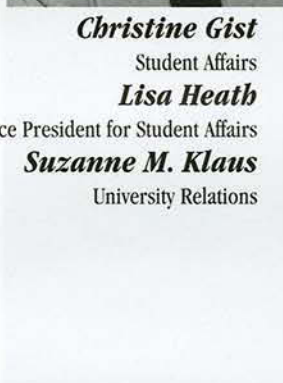 Christine Gist
Student Affairs
Lisa Heath
ce President for Student Affairs
Suzanne M. Klaus
University Relations